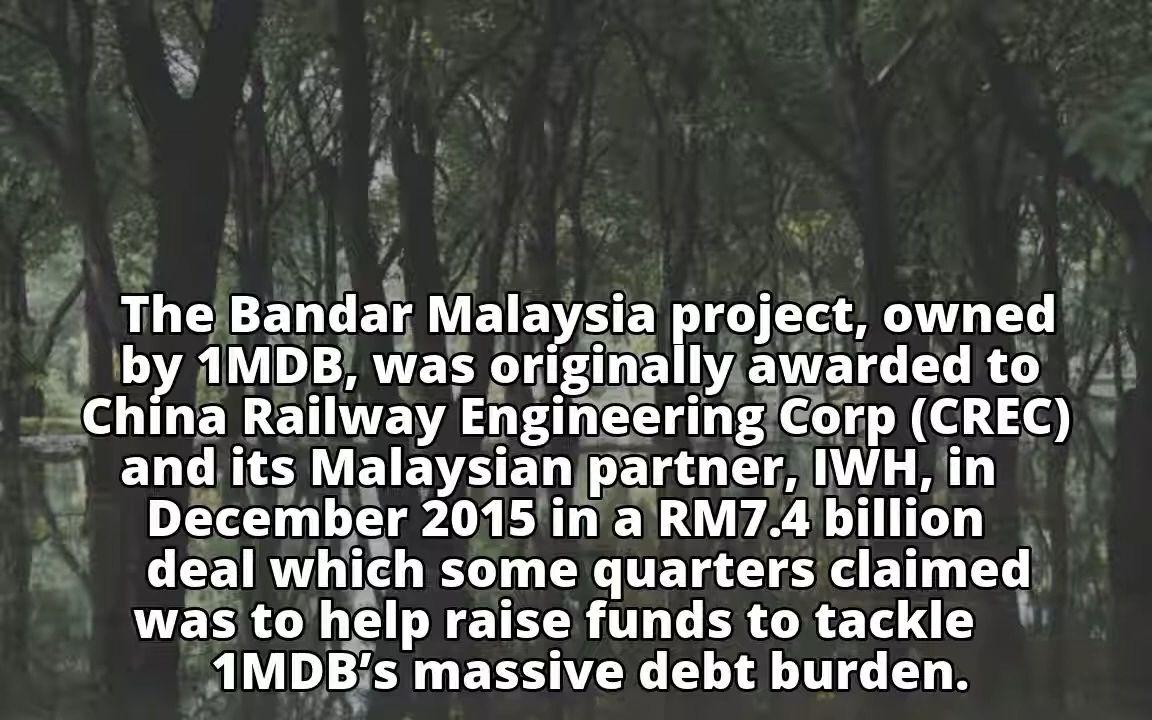 The Bandar Malaysia project, owned
by 1MDB, was originally awarded to
China Railway Engineering Corp (CREC)
and its Malaysian partner, IWH, in
December 2015 in a RM7.4 billion
deal which some quarters claimed
was to help raise funds to tackle
1MDB’s massive debt burden.